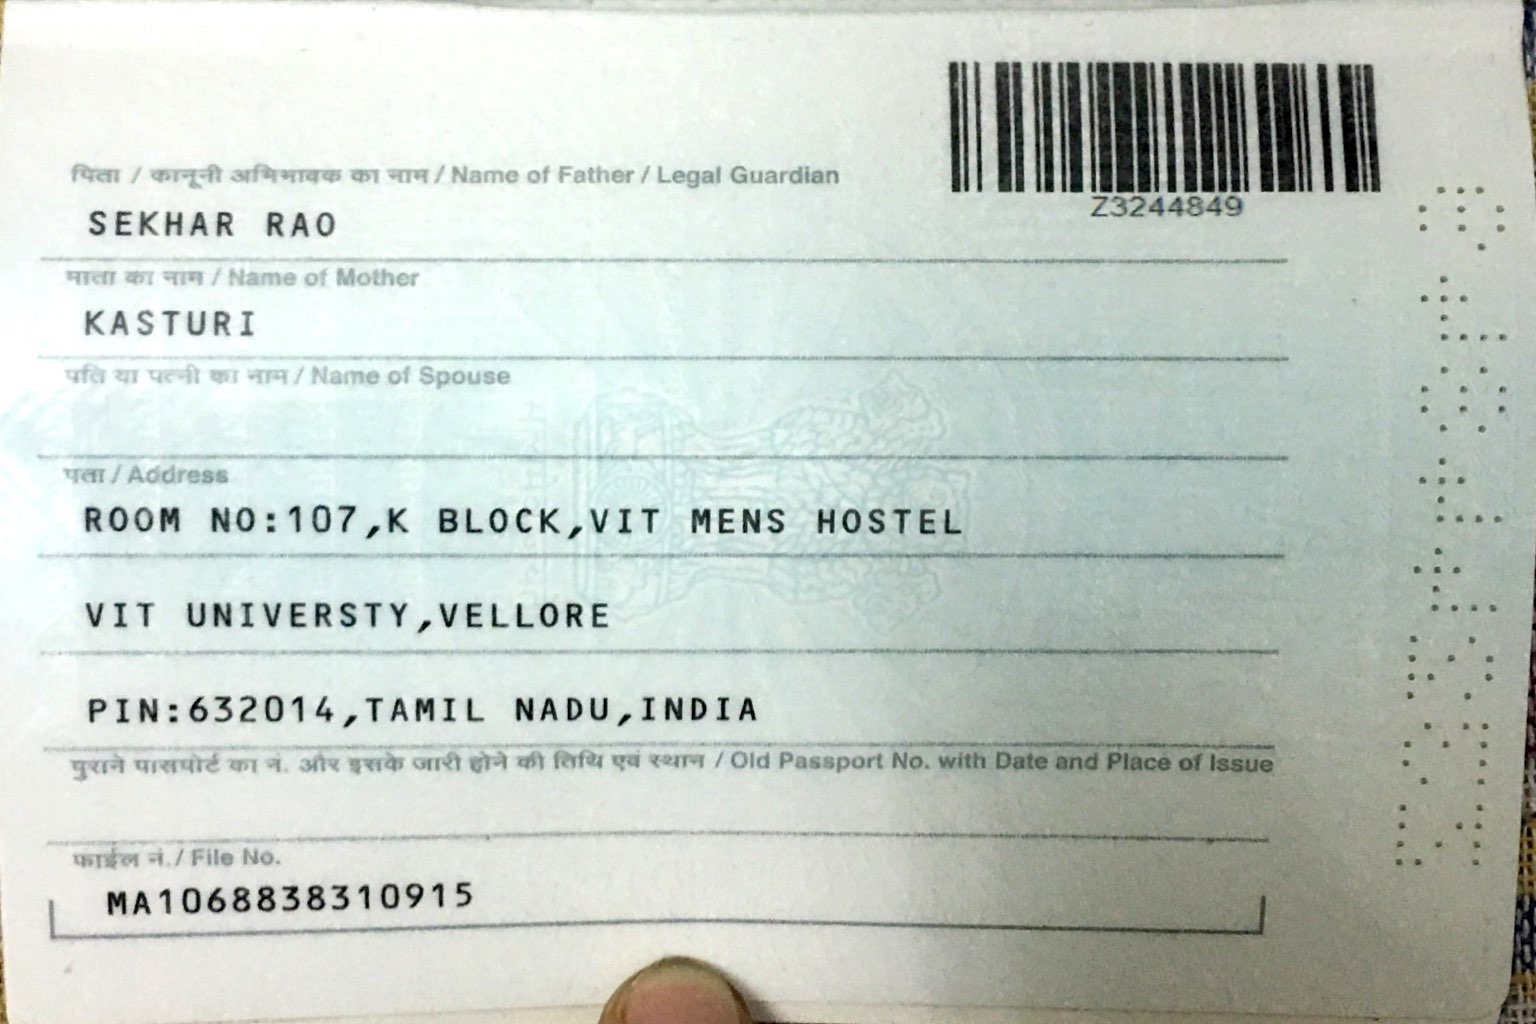 Z3244849
पिता / कानूनी अभिभावक का नाम / Name of Father / Legal Guardian
SEKHAR RAO
माता का नाम / Name of Mother
KASTURI
पति या पत्नी का नाम / Name of Spouse
पता / Address
ROOM NO:107,K BLOCK,VIT MENS HOSTEL
VIT UNIVERSTY,VELLORE
PIN:632014,TAMIL NADU,INDIA
पुराने पासपोर्ट का नं. और इसके जारी होने की तिथि एवं स्थान / Old Passport No. with Date and Place of Issue
फाईल नं. / File No.
MA1068838310915